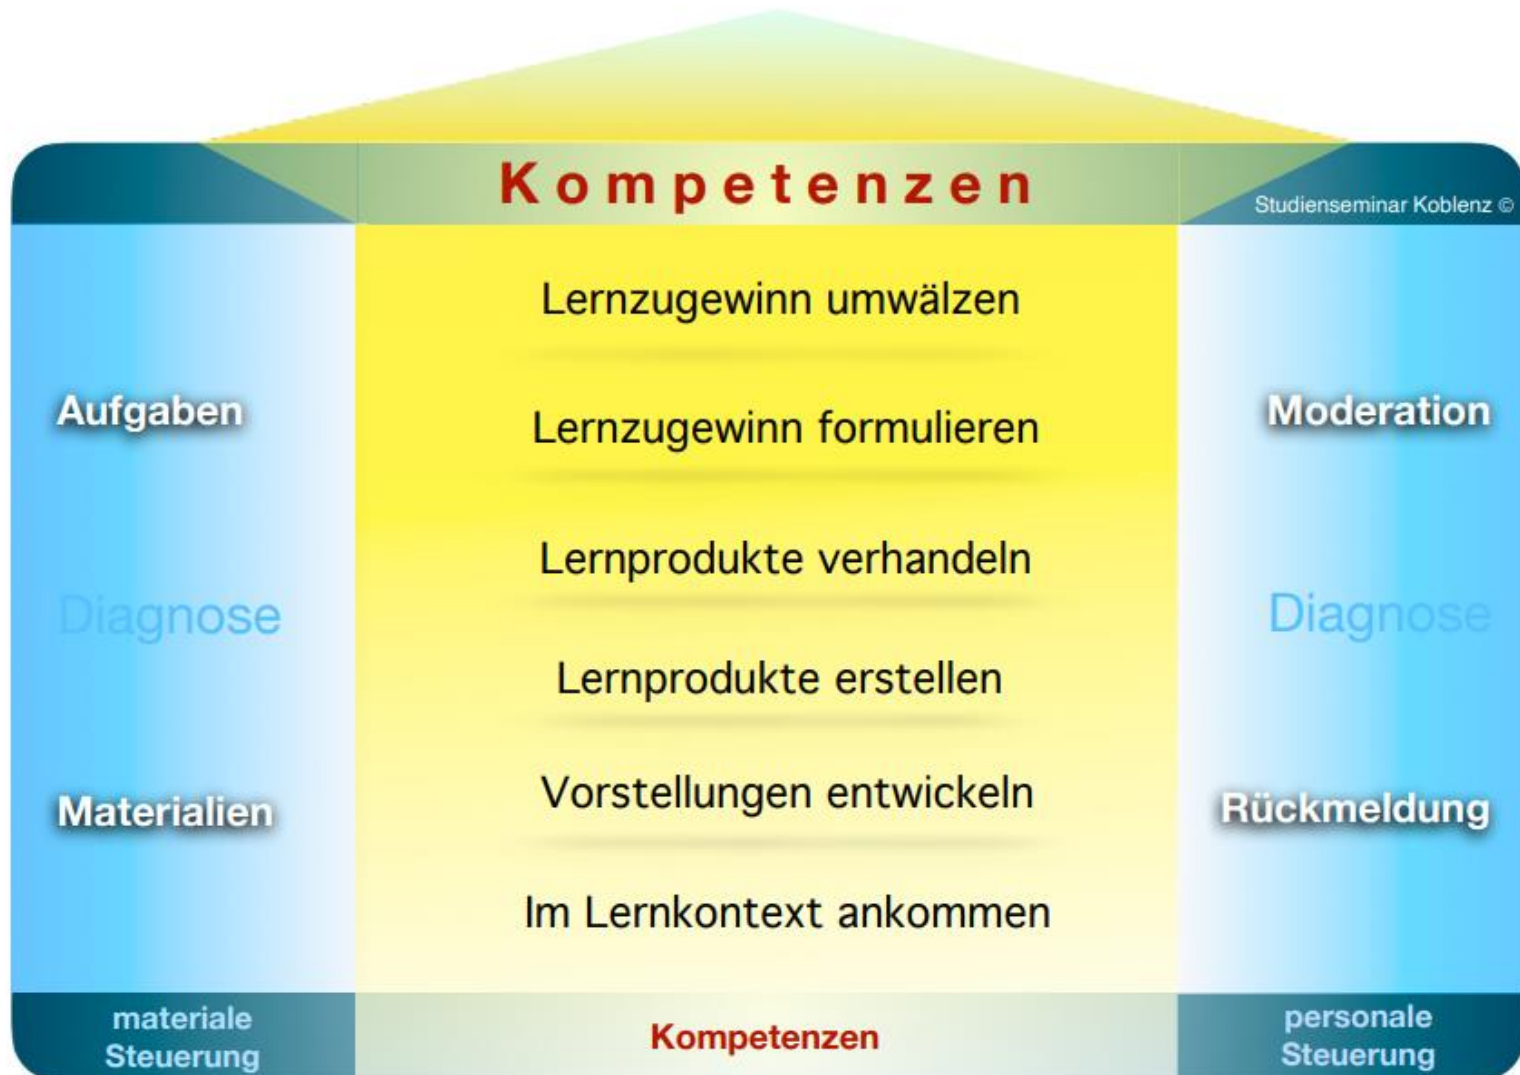 Kompetenzen
Studienseminar Koblenz ©
Lernzugewinn umwälzen
Aufgaben
Lernzugewinn formulieren
Moderation
Lernprodukte verhandeln
Diagnose
Diagnose
Lernprodukte erstellen
Materialien
Vorstellungen entwickeln
Rückmeldung
Im Lernkontext ankommen
materiale
Steuerung
Kompetenzen
personale
Steuerung